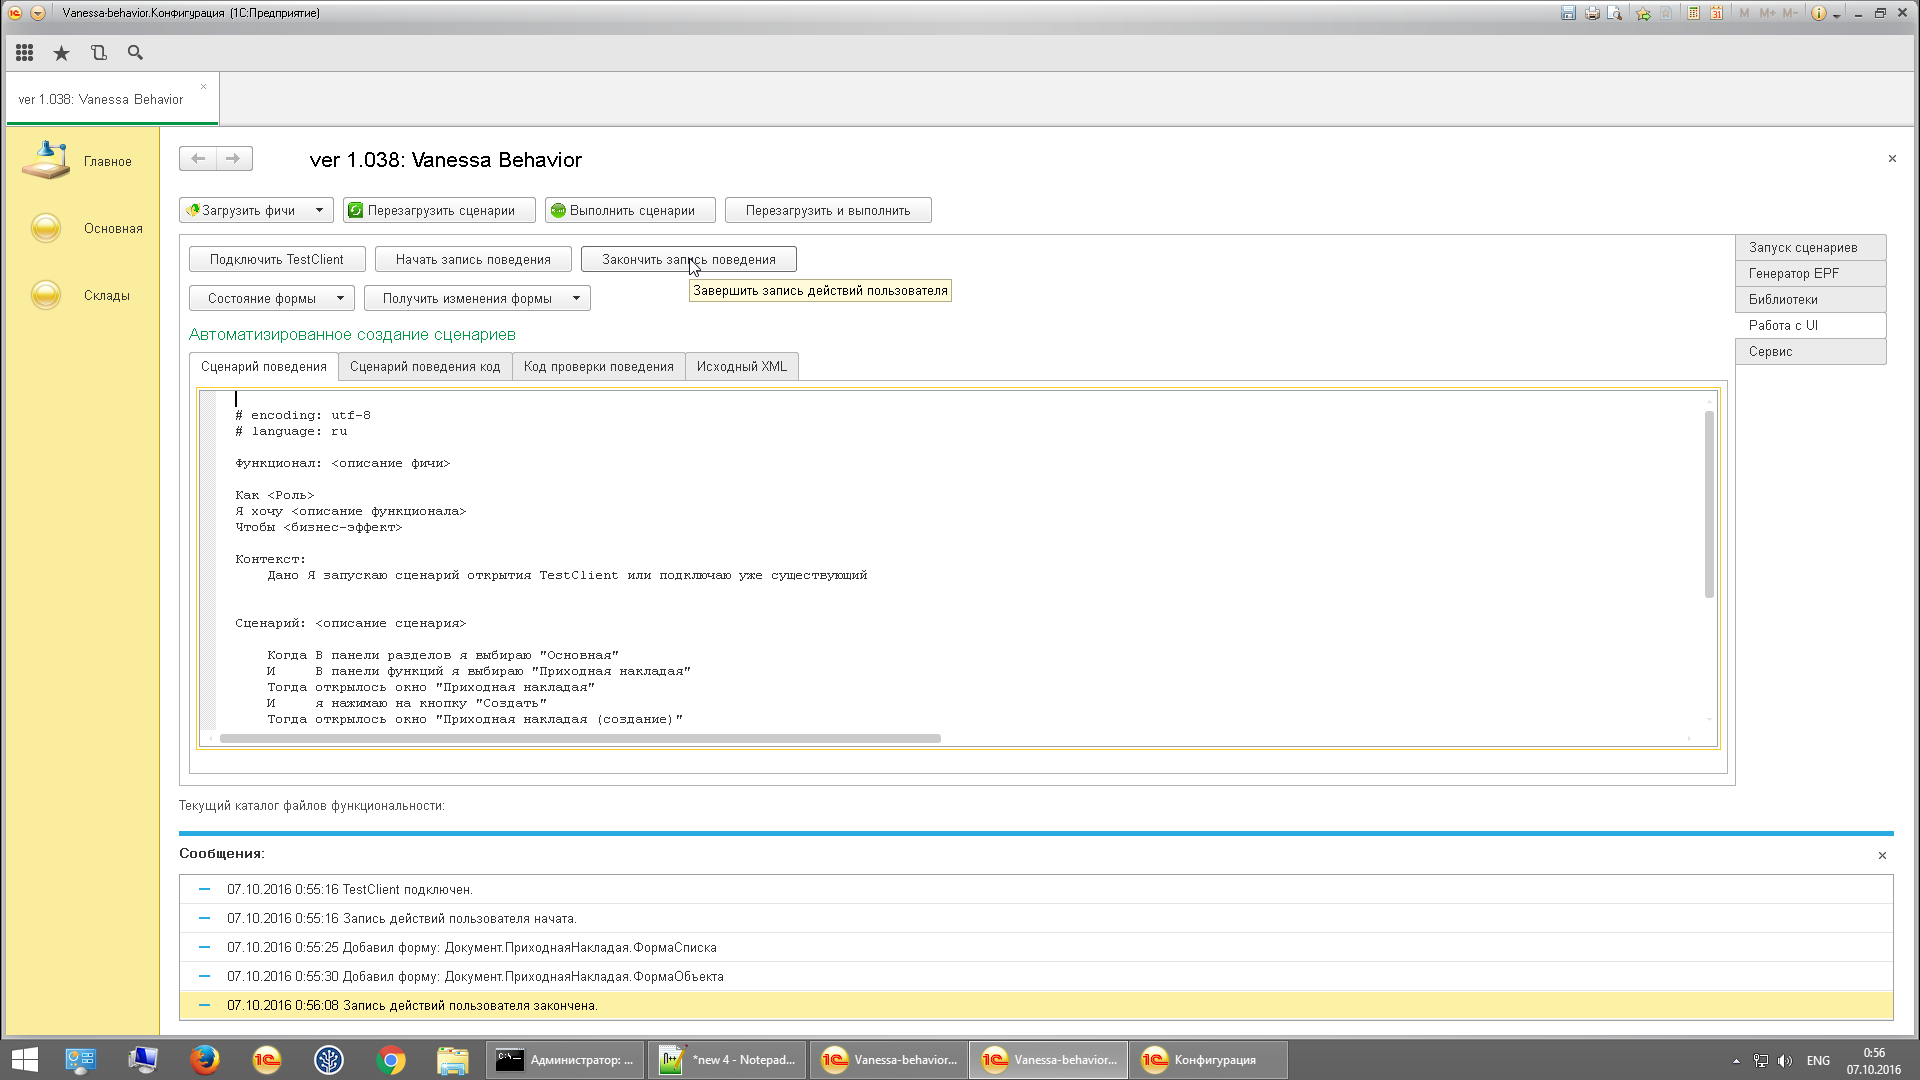 Vanessa-behavior.Конфигурация (1С:Предприятие)
M M+ M-
31
ver 1.038: Vanessa Behavior
Главное
Основная
Склады
ver 1.038: Vanessa Behavior
Загрузить фичи
Перезагрузить сценарии
Выполнить сценарии
Перезагрузить и выполнить
Подключить TestClient
Начать запись поведения
Закончить запись поведения
Завершить запись действий пользователя
Состояние формы
Получить изменения формы
Запуск сценариев
Генератор EPF
Библиотеки
Работа с UI
Сервис
Автоматизированное создание сценариев
Сценарий поведения
Сценарий поведения код
Код проверки поведения
Исходный XML
# encoding: utf-8
# language: ru
Функционал: <описание фичи>
Как <Роль>
Я хочу <описание функционала>
Чтобы <бизнес-эффект>
Контекст:
Дано Я запускаю сценарий открытия TestClient или подключаю уже существующий
Сценарий: <описание сценария>
Когда В панели разделов я выбираю "Основная"
И В панели функций я выбираю "Приходная накладая"
Тогда открылось окно "Приходная накладая"
И я нажимаю на кнопку "Создать"
Тогда открылось окно "Приходная накладая (создание)"
Текущий каталог файлов функциональности:
Сообщения:
07.10.2016 0:55:16 TestClient подключен.
07.10.2016 0:55:16 Запись действий пользователя начата.
07.10.2016 0:55:25 Добавил форму: Документ.ПриходнаяНакладая.ФормаСписка
07.10.2016 0:55:30 Добавил форму: Документ.ПриходнаяНакладая.ФормаОбъекта
07.10.2016 0:56:08 Запись действий пользователя закончена.
Администратор: ...
*new 4 - Notepad...
Vanessa-behavior...
Vanessa-behavior...
Конфигурация
ENG
0:56
07.10.2016